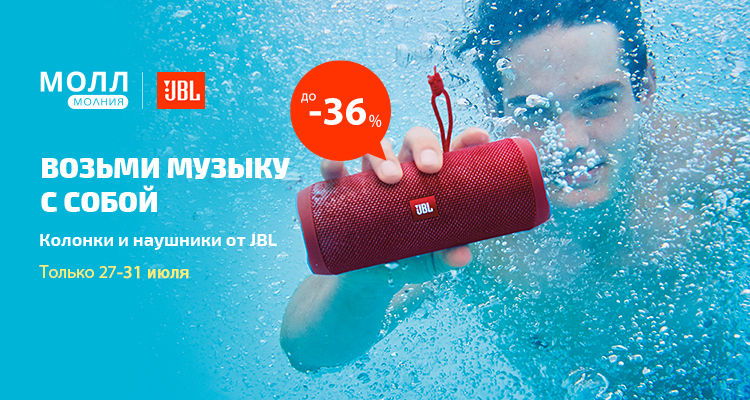 МОЛЛ
МОЛНИЯ
JBL
до
-36%
ВОЗЬМИ МУЗЫКУ
С СОБОЙ
JBL
Колонки и наушники от JBL
Только 27-31 июля